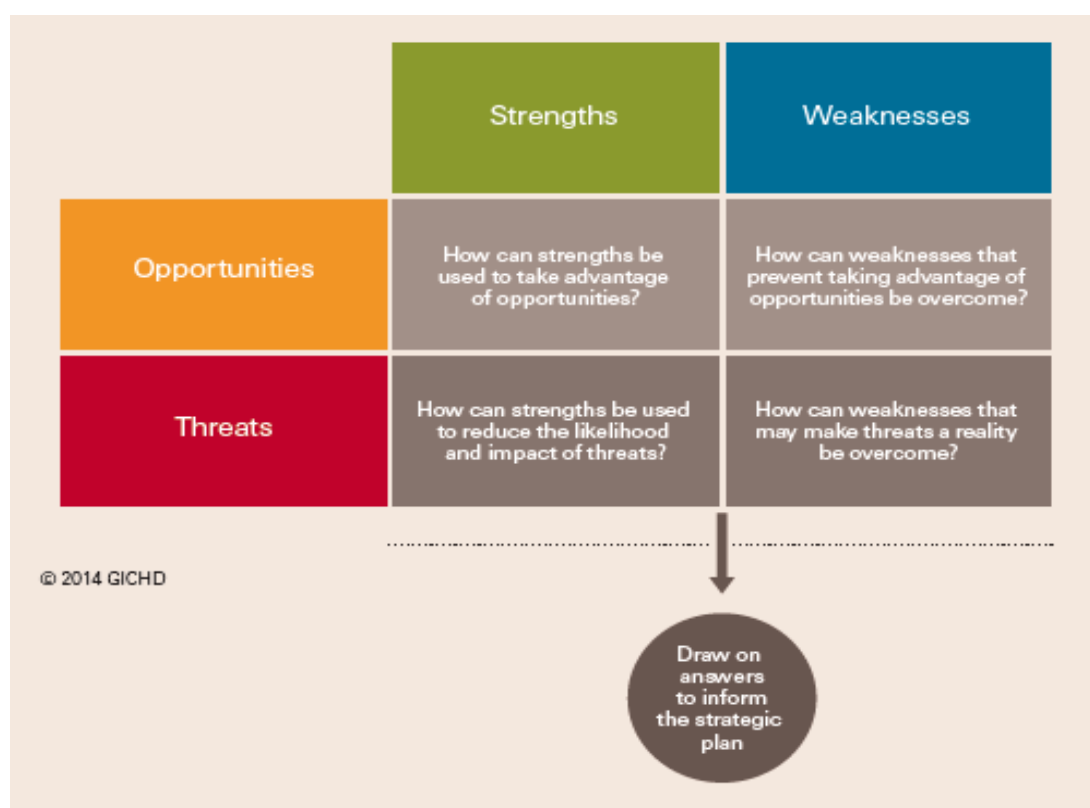 Strengths
Weaknesses
Opportunities
How can strengths be
used to take advantage
of opportunities?
How can weaknesses that
prevent taking advantage of
opportunities be overcome?
Threats
How can strengths be used
to reduce the likelihood
and impact of threats?
How can weaknesses that
may make threats a reality
be overcome?
© 2014 GICHD
Draw on
answers
to inform
the strategic
plan